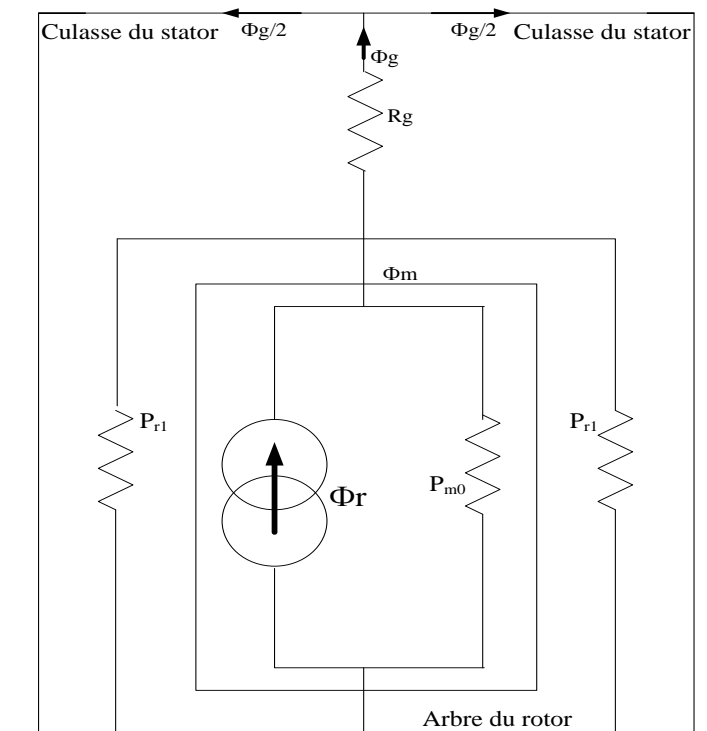 Culasse du stator
Φg/2
Φg/2
Culasse du stator
Φg
Rg
Φm
Pr1
Pr1
Φr
Pm0
Arbre du rotor